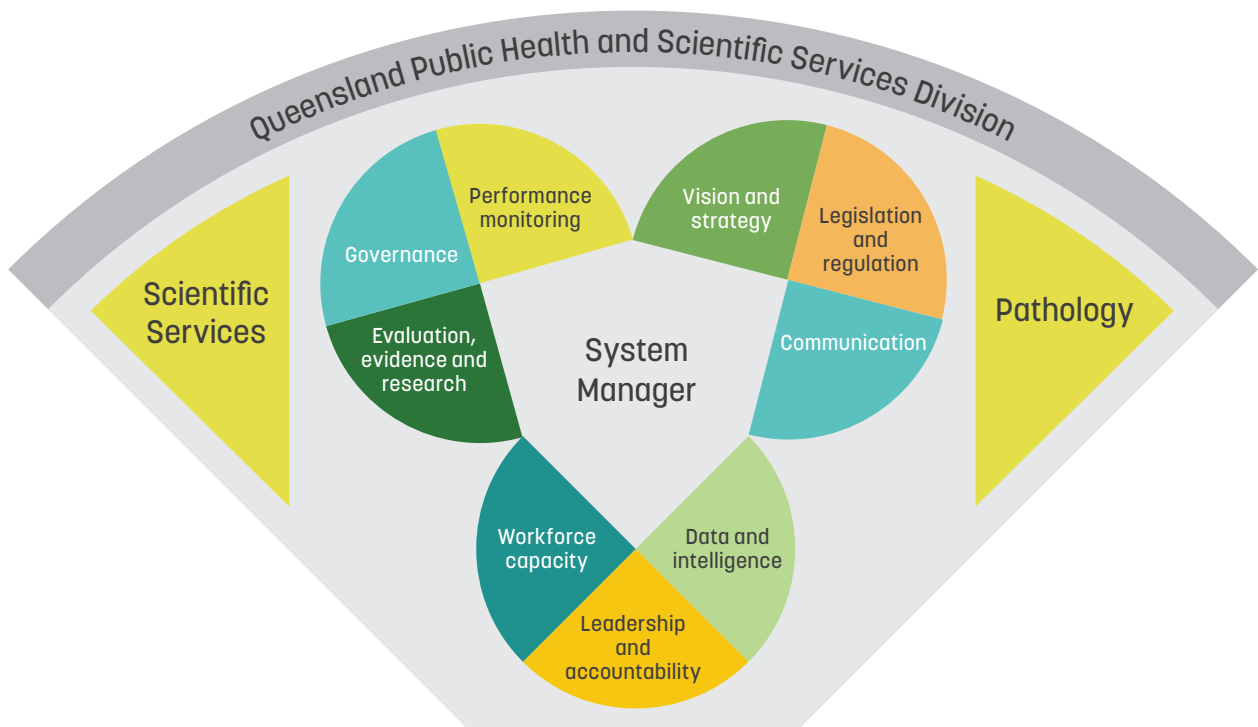 Queensland Public Health and Scientific Services Division
Scientific
Services
Governance
Performance
monitoring
Evaluation,
evidence and
research
System
Manager
Vision and
strategy
Legislation
and
regulation
Communication
Pathology
Workforce
capacity
Data and
intelligence
Leadership
and
accountability